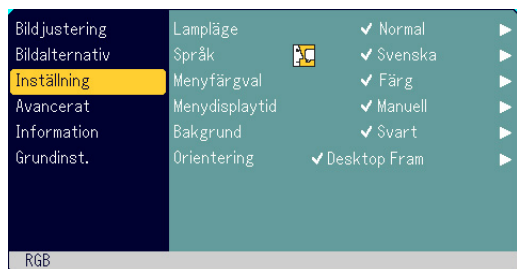 Bildjustering
Bildalternativ
Inställning
Avancerat
Information
Grundinst.
Lampläge ✓ Normal ▶
Språk ✓ Svenska ▶
Menyfärgval ✓ Färg ▶
Menydisplaytid ✓ Manuell ▶
Bakgrund ✓ Svart ▶
Orientering ✓ Desktop Fram ▶
RGB